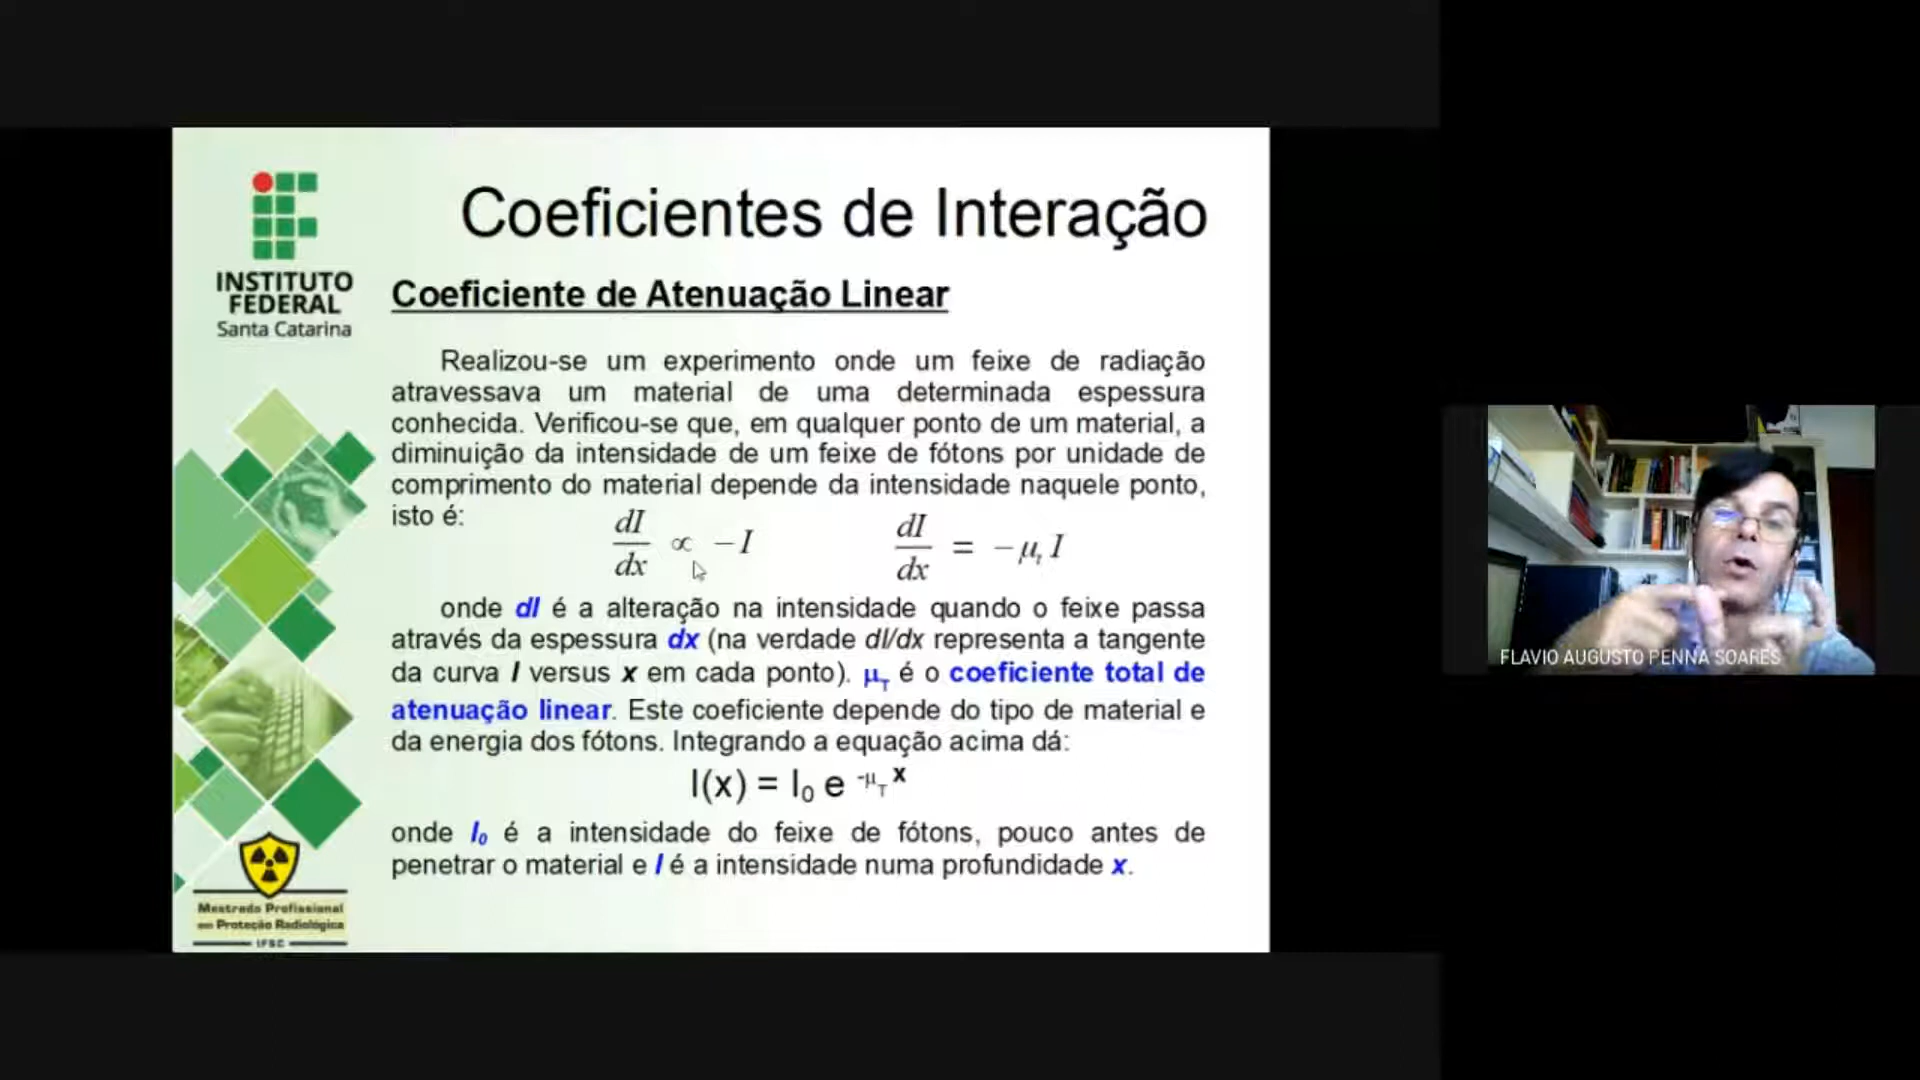 INSTITUTO
FEDERAL
Santa Catarina
Coeficientes de Interação
Coeficiente de Atenuação Linear
Realizou-se um experimento onde um feixe de radiação
atravessava um material de uma determinada espessura
conhecida. Verificou-se que, em qualquer ponto de um material, a
diminuição da intensidade de um feixe de fótons por unidade de
comprimento do material depende da intensidade naquele ponto,
isto é:
dI/dx ∝ −I    dI/dx = −μₜ I
onde dI é a alteração na intensidade quando o feixe passa
através da espessura dx (na verdade dI/dx representa a tangente
da curva I versus x em cada ponto). μ_T é o coeficiente total de
atenuação linear. Este coeficiente depende do tipo de material e
da energia dos fótons. Integrando a equação acima dá:
I(x) = I₀ e^(-μ_T x)
onde I₀ é a intensidade do feixe de fótons, pouco antes de
penetrar o material e I é a intensidade numa profundidade x.
Mestrado Profissional
em Proteção Radiológica
IFSC
FLAVIO AUGUSTO PENNA SOARES